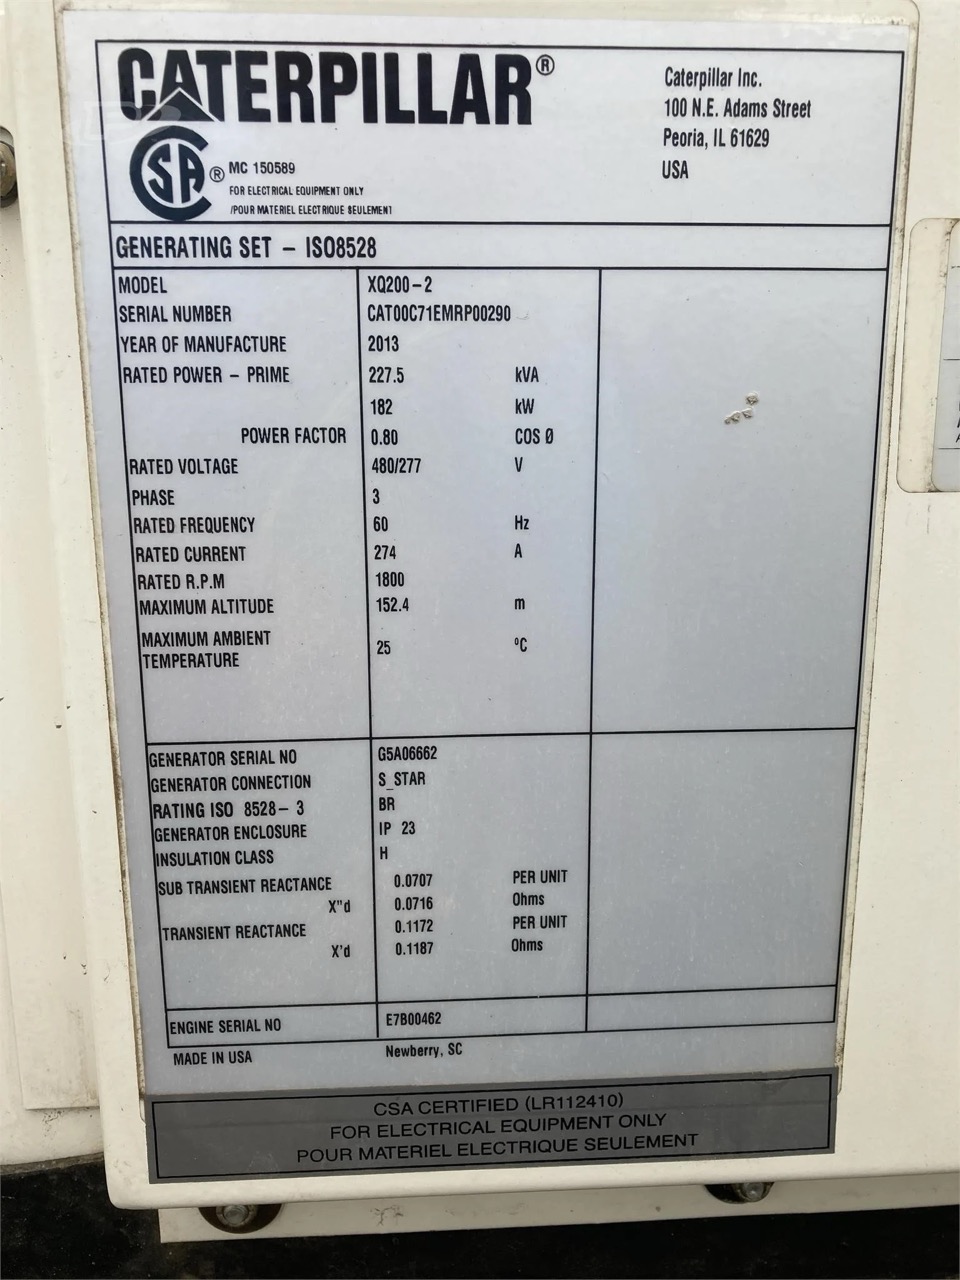 CATERPILLAR®
Caterpillar Inc.
100 N.E. Adams Street
Peoria, IL 61629
USA
CSA ® MC 150589
FOR ELECTRICAL EQUIPMENT ONLY
/POUR MATERIEL ELECTRIQUE SEULEMENT
GENERATING SET – ISO8528
MODEL XQ200-2
SERIAL NUMBER CAT00C71EMRP00290
YEAR OF MANUFACTURE 2013
RATED POWER – PRIME 227.5 kVA
182 kW
POWER FACTOR 0.80 COS Ø
RATED VOLTAGE 480/277 V
PHASE 3
RATED FREQUENCY 60 Hz
RATED CURRENT 274 A
RATED R.P.M 1800
MAXIMUM ALTITUDE 152.4 m
MAXIMUM AMBIENT
TEMPERATURE 25 ºC
GENERATOR SERIAL NO G5A06662
GENERATOR CONNECTION S_STAR
RATING ISO 8528-3 BR
GENERATOR ENCLOSURE IP 23
INSULATION CLASS H
SUB TRANSIENT REACTANCE 0.0707 PER UNIT
X"d 0.0716 Ohms
TRANSIENT REACTANCE 0.1172 PER UNIT
X'd 0.1187 Ohms
ENGINE SERIAL NO E7B00462
MADE IN USA Newberry, SC
CSA CERTIFIED (LR112410)
FOR ELECTRICAL EQUIPMENT ONLY
POUR MATERIEL ELECTRIQUE SEULEMENT